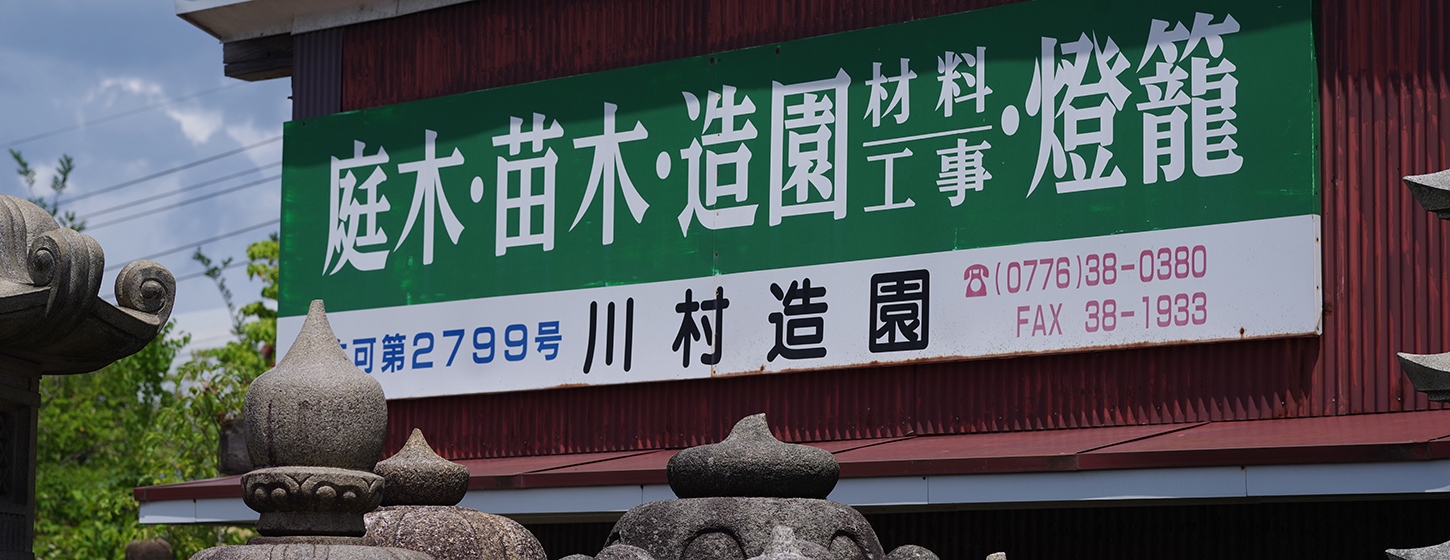 庭木・苗木・造園材料工事・燈籠
可第2799号 川村造園 ☎(0776)38-0380
FAX 38-1933